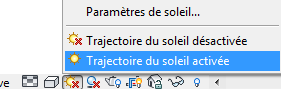 Paramètres de soleil...
Trajectoire du soleil désactivée
Trajectoire du soleil activée